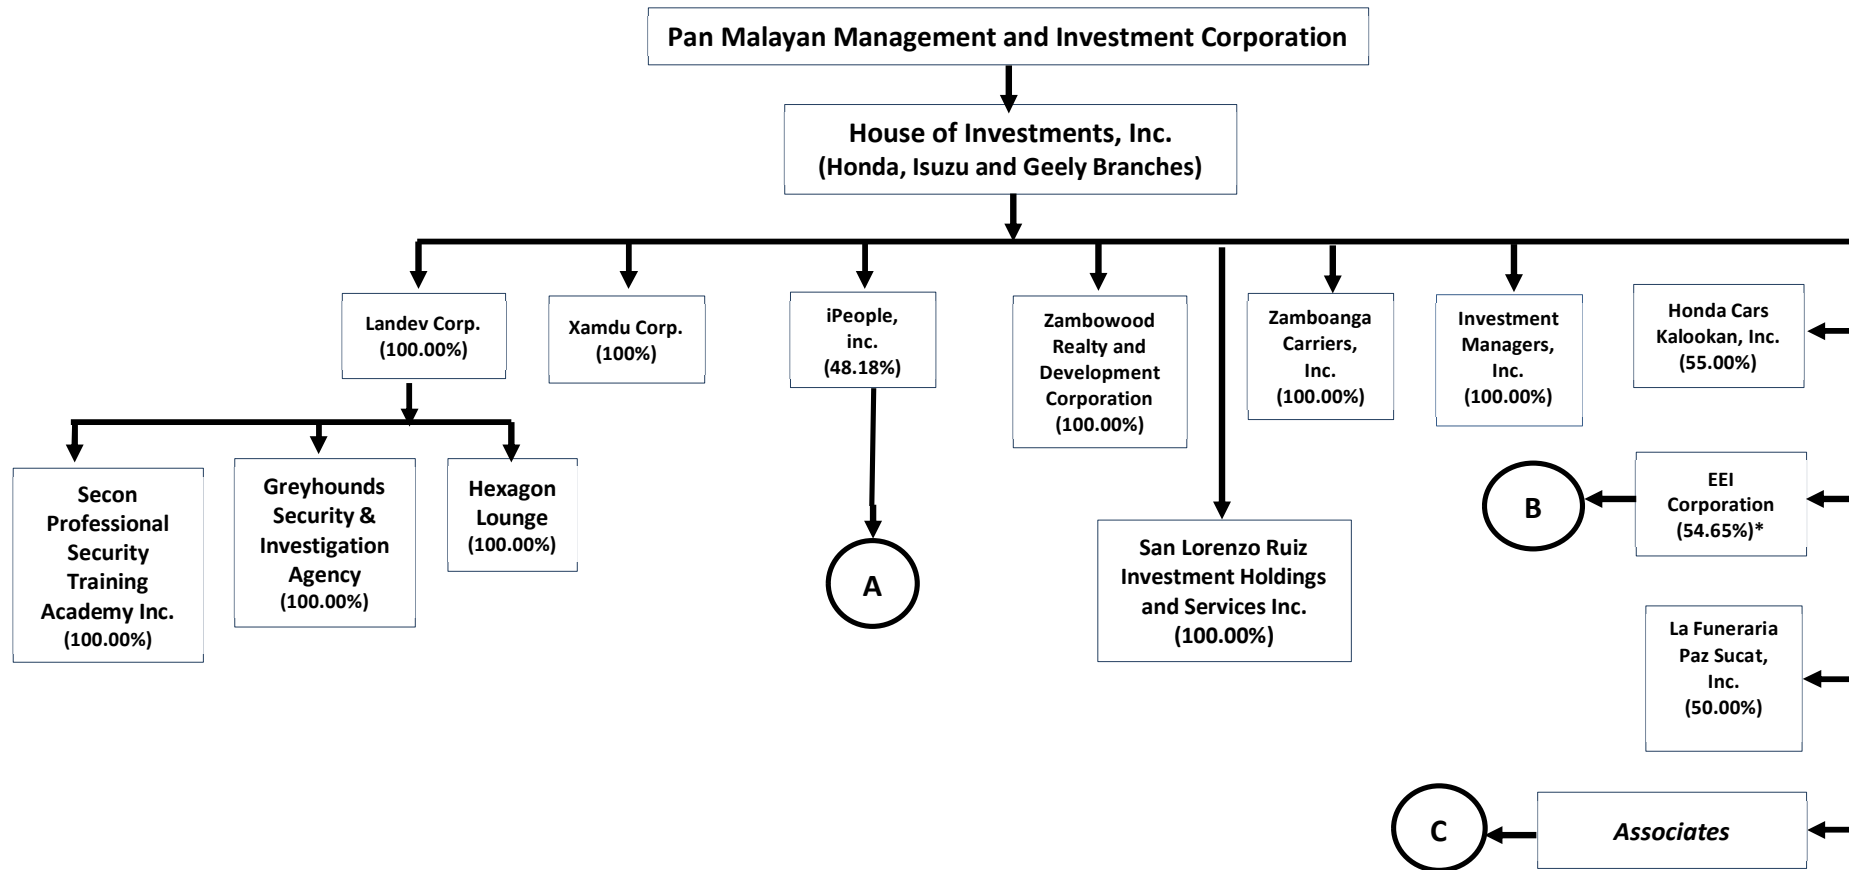 Pan Malayan Management and Investment Corporation
House of Investments, Inc.
(Honda, Isuzu and Geely Branches)
Landev Corp.
(100.00%)
Xamdu Corp.
(100%)
iPeople,
inc.
(48.18%)
Zambowood
Realty and
Development
Corporation
(100.00%)
Zamboanga
Carriers,
Inc.
(100.00%)
Investment
Managers,
Inc.
(100.00%)
Honda Cars
Kalookan, Inc.
(55.00%)
Secon
Professional
Security
Training
Academy Inc.
(100.00%)
Greyhounds
Security &
Investigation
Agency
(100.00%)
Hexagon
Lounge
(100.00%)
A
San Lorenzo Ruiz
Investment Holdings
and Services Inc.
(100.00%)
B
EEI
Corporation
(54.65%)*
La Funeraria
Paz Sucat,
Inc.
(50.00%)
C
Associates